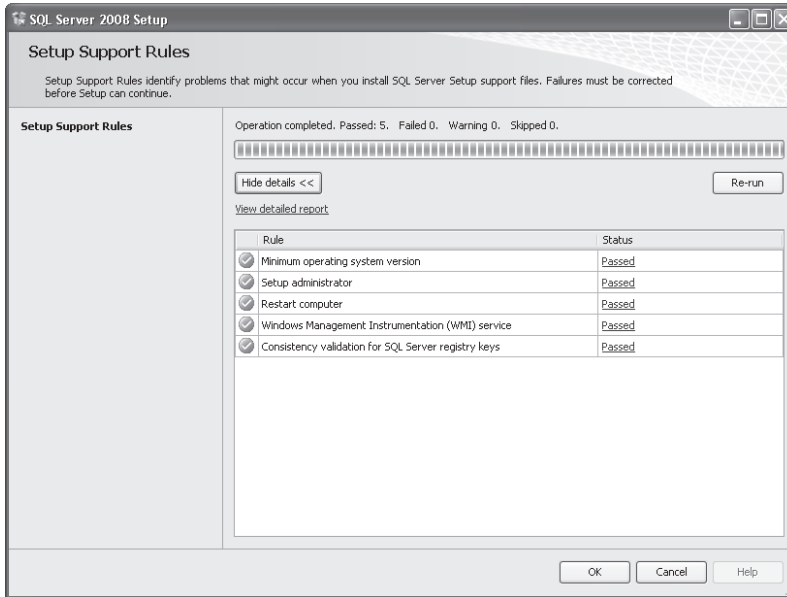 SQL Server 2008 Setup
Setup Support Rules
Setup Support Rules identify problems that might occur when you install SQL Server Setup support files. Failures must be corrected
before Setup can continue.
Setup Support Rules
Operation completed. Passed: 5. Failed 0. Warning 0. Skipped 0.
Hide details <<
Re-run
View detailed report
Rule Status
Minimum operating system version Passed
Setup administrator Passed
Restart computer Passed
Windows Management Instrumentation (WMI) service Passed
Consistency validation for SQL Server registry keys Passed
OK Cancel Help